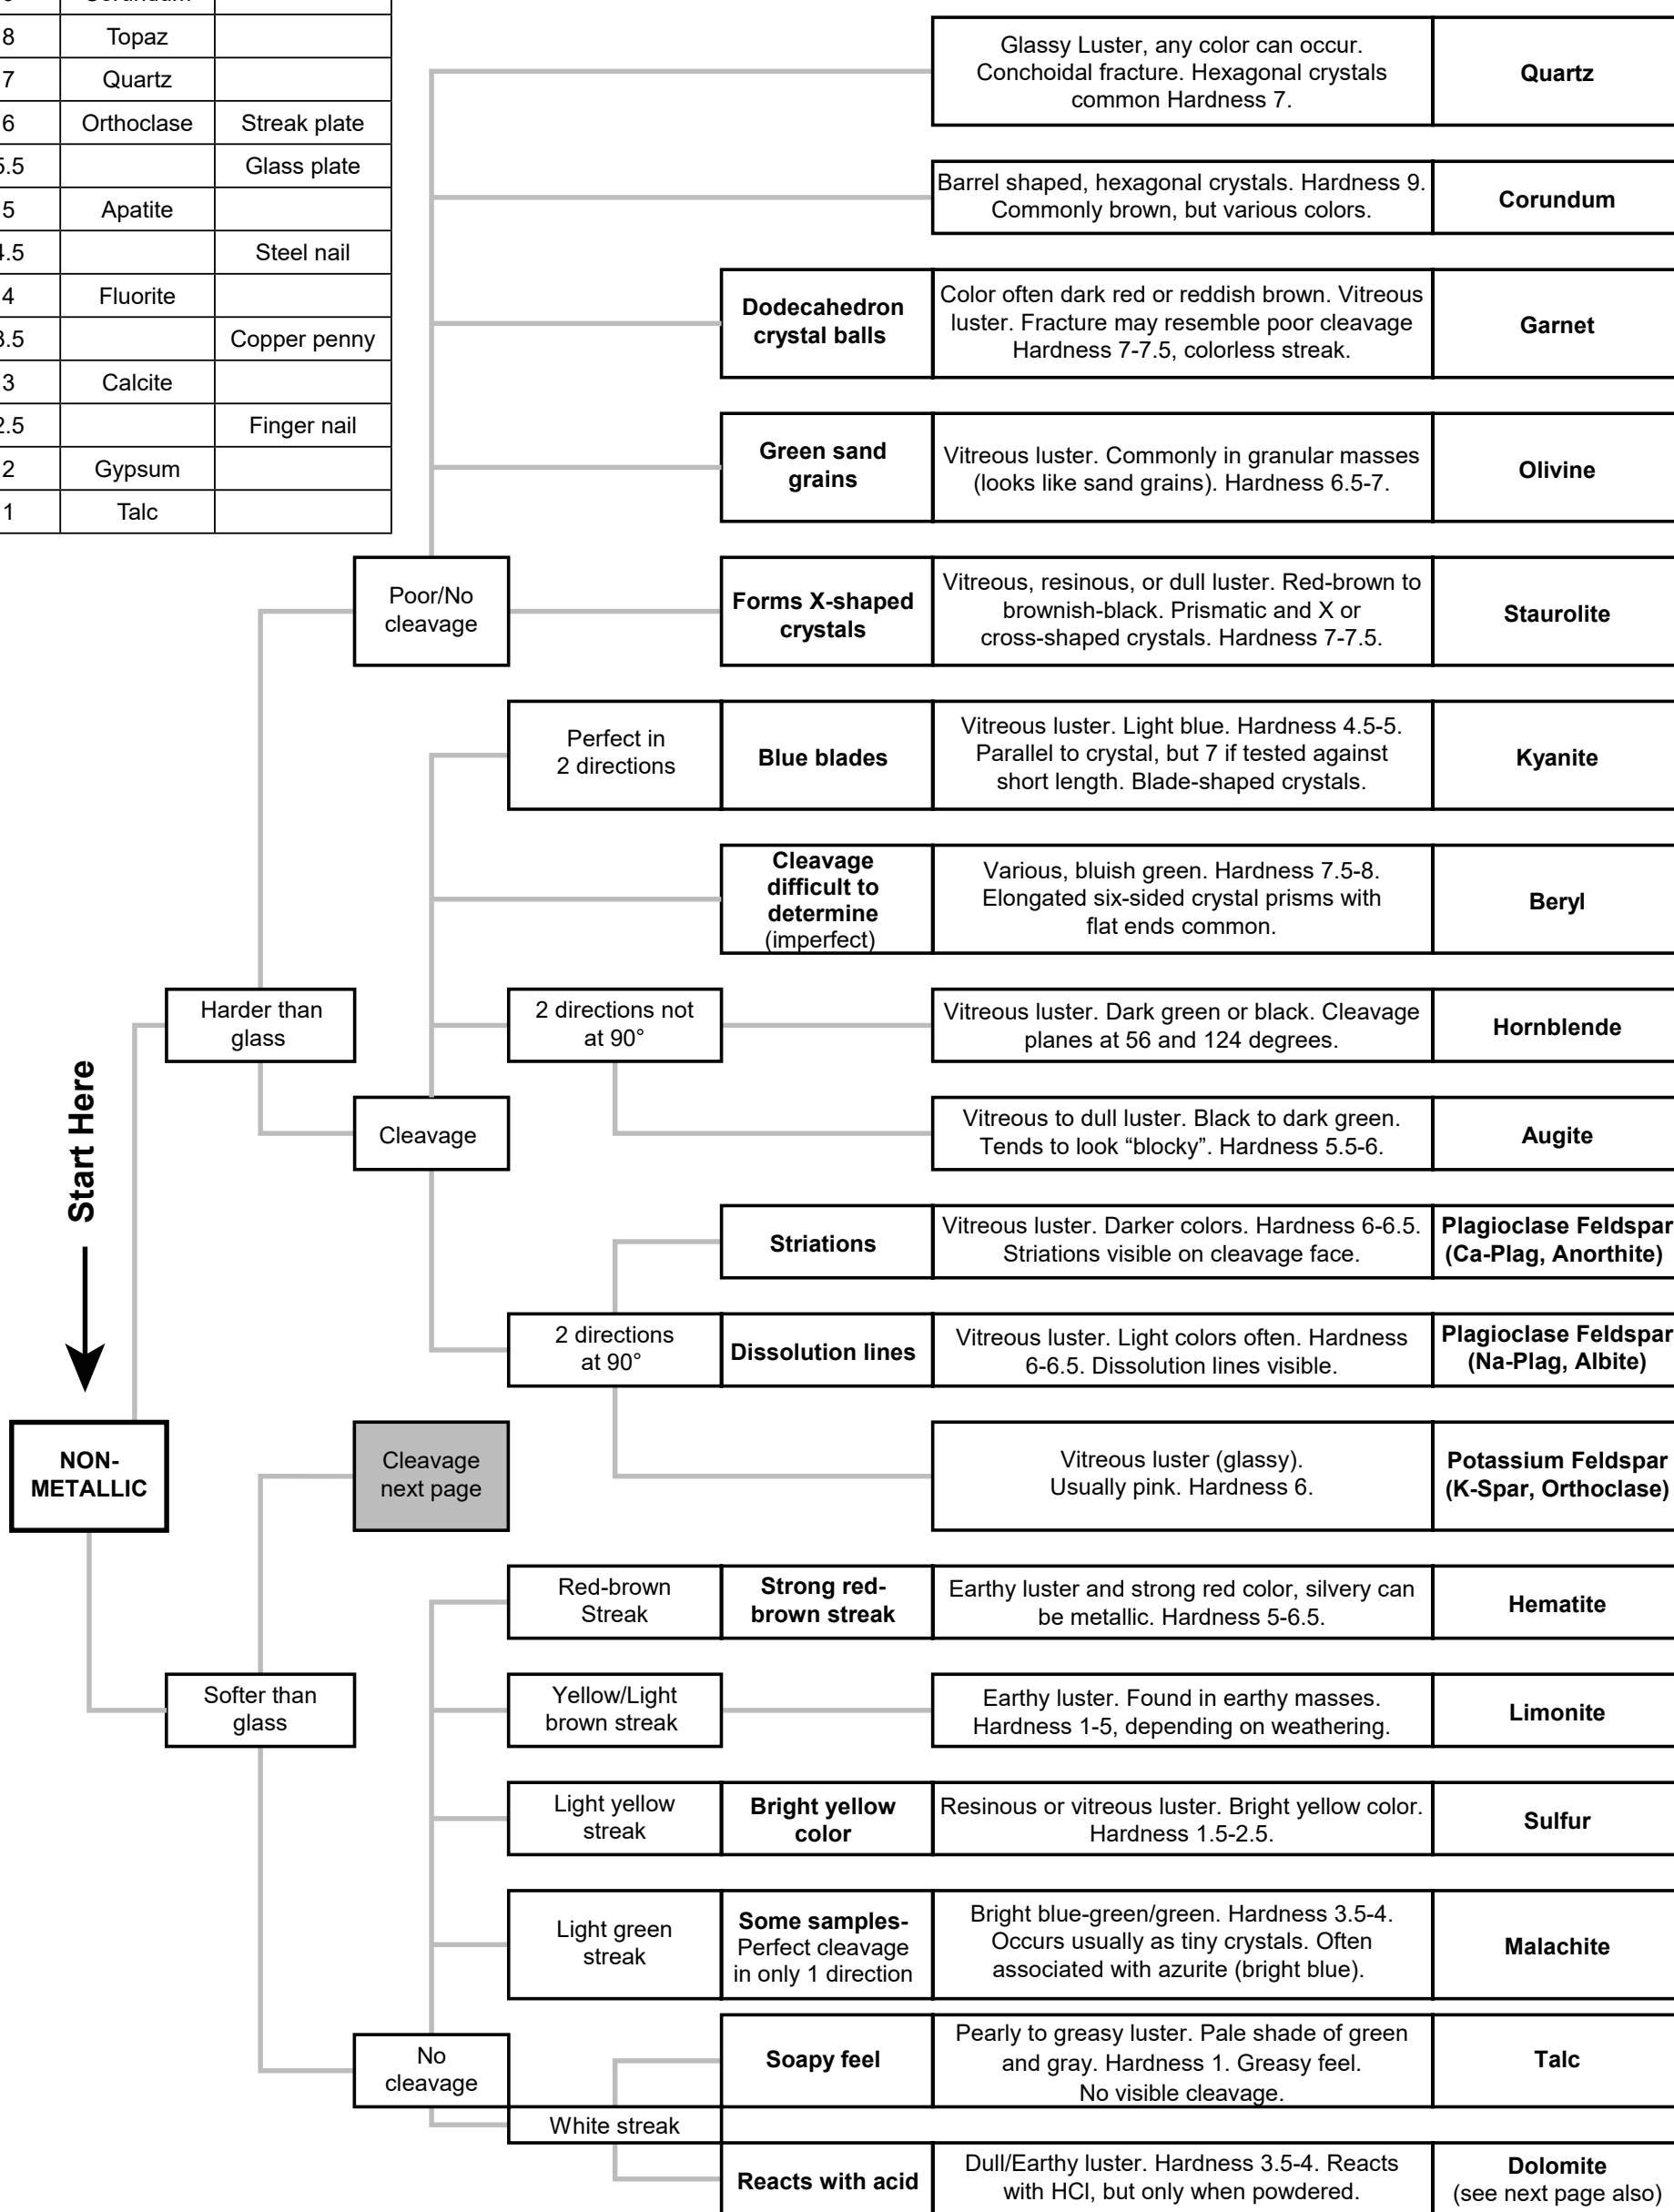 Corundum
8 Topaz
7 Quartz
6 Orthoclase Streak plate
5.5 Glass plate
5 Apatite
4.5 Steel nail
4 Fluorite
3.5 Copper penny
3 Calcite
2.5 Finger nail
2 Gypsum
1 Talc
Glassy Luster, any color can occur.
Conchoidal fracture. Hexagonal crystals
common Hardness 7.
Quartz
Barrel shaped, hexagonal crystals. Hardness 9.
Commonly brown, but various colors.
Corundum
Dodecahedron
crystal balls
Color often dark red or reddish brown. Vitreous
luster. Fracture may resemble poor cleavage
Hardness 7-7.5, colorless streak.
Garnet
Green sand
grains
Vitreous luster. Commonly in granular masses
(looks like sand grains). Hardness 6.5-7.
Olivine
Poor/No
cleavage
Forms X-shaped
crystals
Vitreous, resinous, or dull luster. Red-brown to
brownish-black. Prismatic and X or
cross-shaped crystals. Hardness 7-7.5.
Staurolite
Perfect in
2 directions
Blue blades
Vitreous luster. Light blue. Hardness 4.5-5.
Parallel to crystal, but 7 if tested against
short length. Blade-shaped crystals.
Kyanite
Cleavage
difficult to
determine
(imperfect)
Various, bluish green. Hardness 7.5-8.
Elongated six-sided crystal prisms with
flat ends common.
Beryl
Harder than
glass
2 directions not
at 90°
Vitreous luster. Dark green or black. Cleavage
planes at 56 and 124 degrees.
Hornblende
Start Here
Cleavage
Vitreous to dull luster. Black to dark green.
Tends to look “blocky”. Hardness 5.5-6.
Augite
Striations
Vitreous luster. Darker colors. Hardness 6-6.5.
Striations visible on cleavage face.
Plagioclase Feldspar
(Ca-Plag, Anorthite)
2 directions
at 90°
Dissolution lines
Vitreous luster. Light colors often. Hardness
6-6.5. Dissolution lines visible.
Plagioclase Feldspar
(Na-Plag, Albite)
NON-
METALLIC
Cleavage
next page
Vitreous luster (glassy).
Usually pink. Hardness 6.
Potassium Feldspar
(K-Spar, Orthoclase)
Red-brown
Streak
Strong red-
brown streak
Earthy luster and strong red color, silvery can
be metallic. Hardness 5-6.5.
Hematite
Softer than
glass
Yellow/Light
brown streak
Earthy luster. Found in earthy masses.
Hardness 1-5, depending on weathering.
Limonite
Light yellow
streak
Bright yellow
color
Resinous or vitreous luster. Bright yellow color.
Hardness 1.5-2.5.
Sulfur
Light green
streak
Some samples-
Perfect cleavage
in only 1 direction
Bright blue-green/green. Hardness 3.5-4.
Occurs usually as tiny crystals. Often
associated with azurite (bright blue).
Malachite
No
cleavage
Soapy feel
Pearly to greasy luster. Pale shade of green
and gray. Hardness 1. Greasy feel.
No visible cleavage.
Talc
White streak
Reacts with acid
Dull/Earthy luster. Hardness 3.5-4. Reacts
with HCl, but only when powdered.
Dolomite
(see next page also)